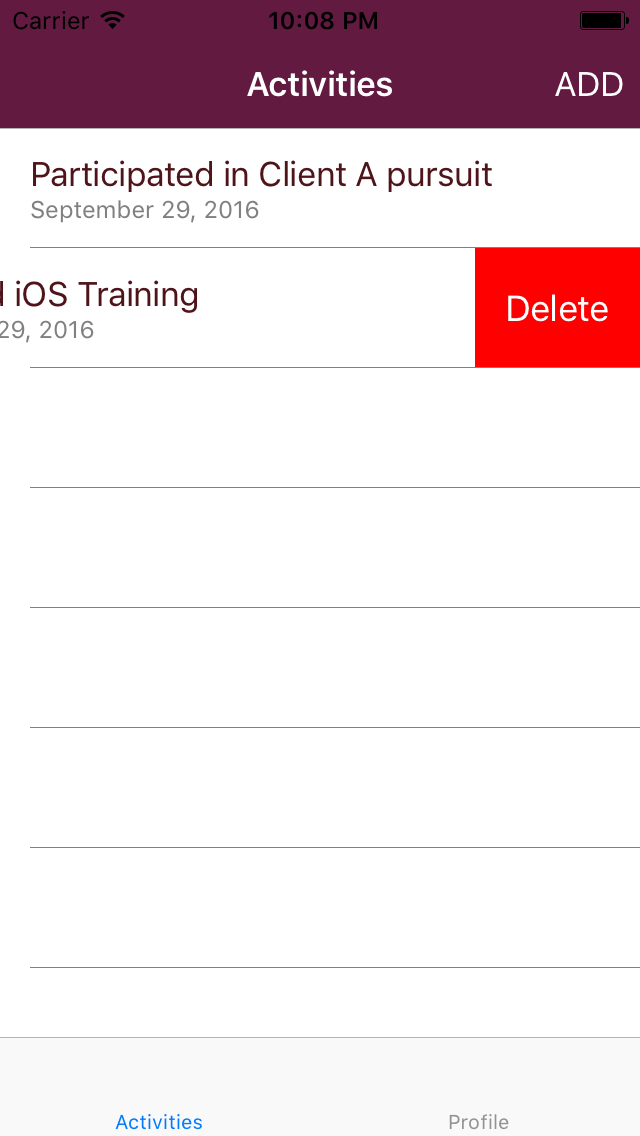 Carrier 10:08 PM
Activities ADD
Participated in Client A pursuit
September 29, 2016
iOS Training
29, 2016
Delete
Activities Profile